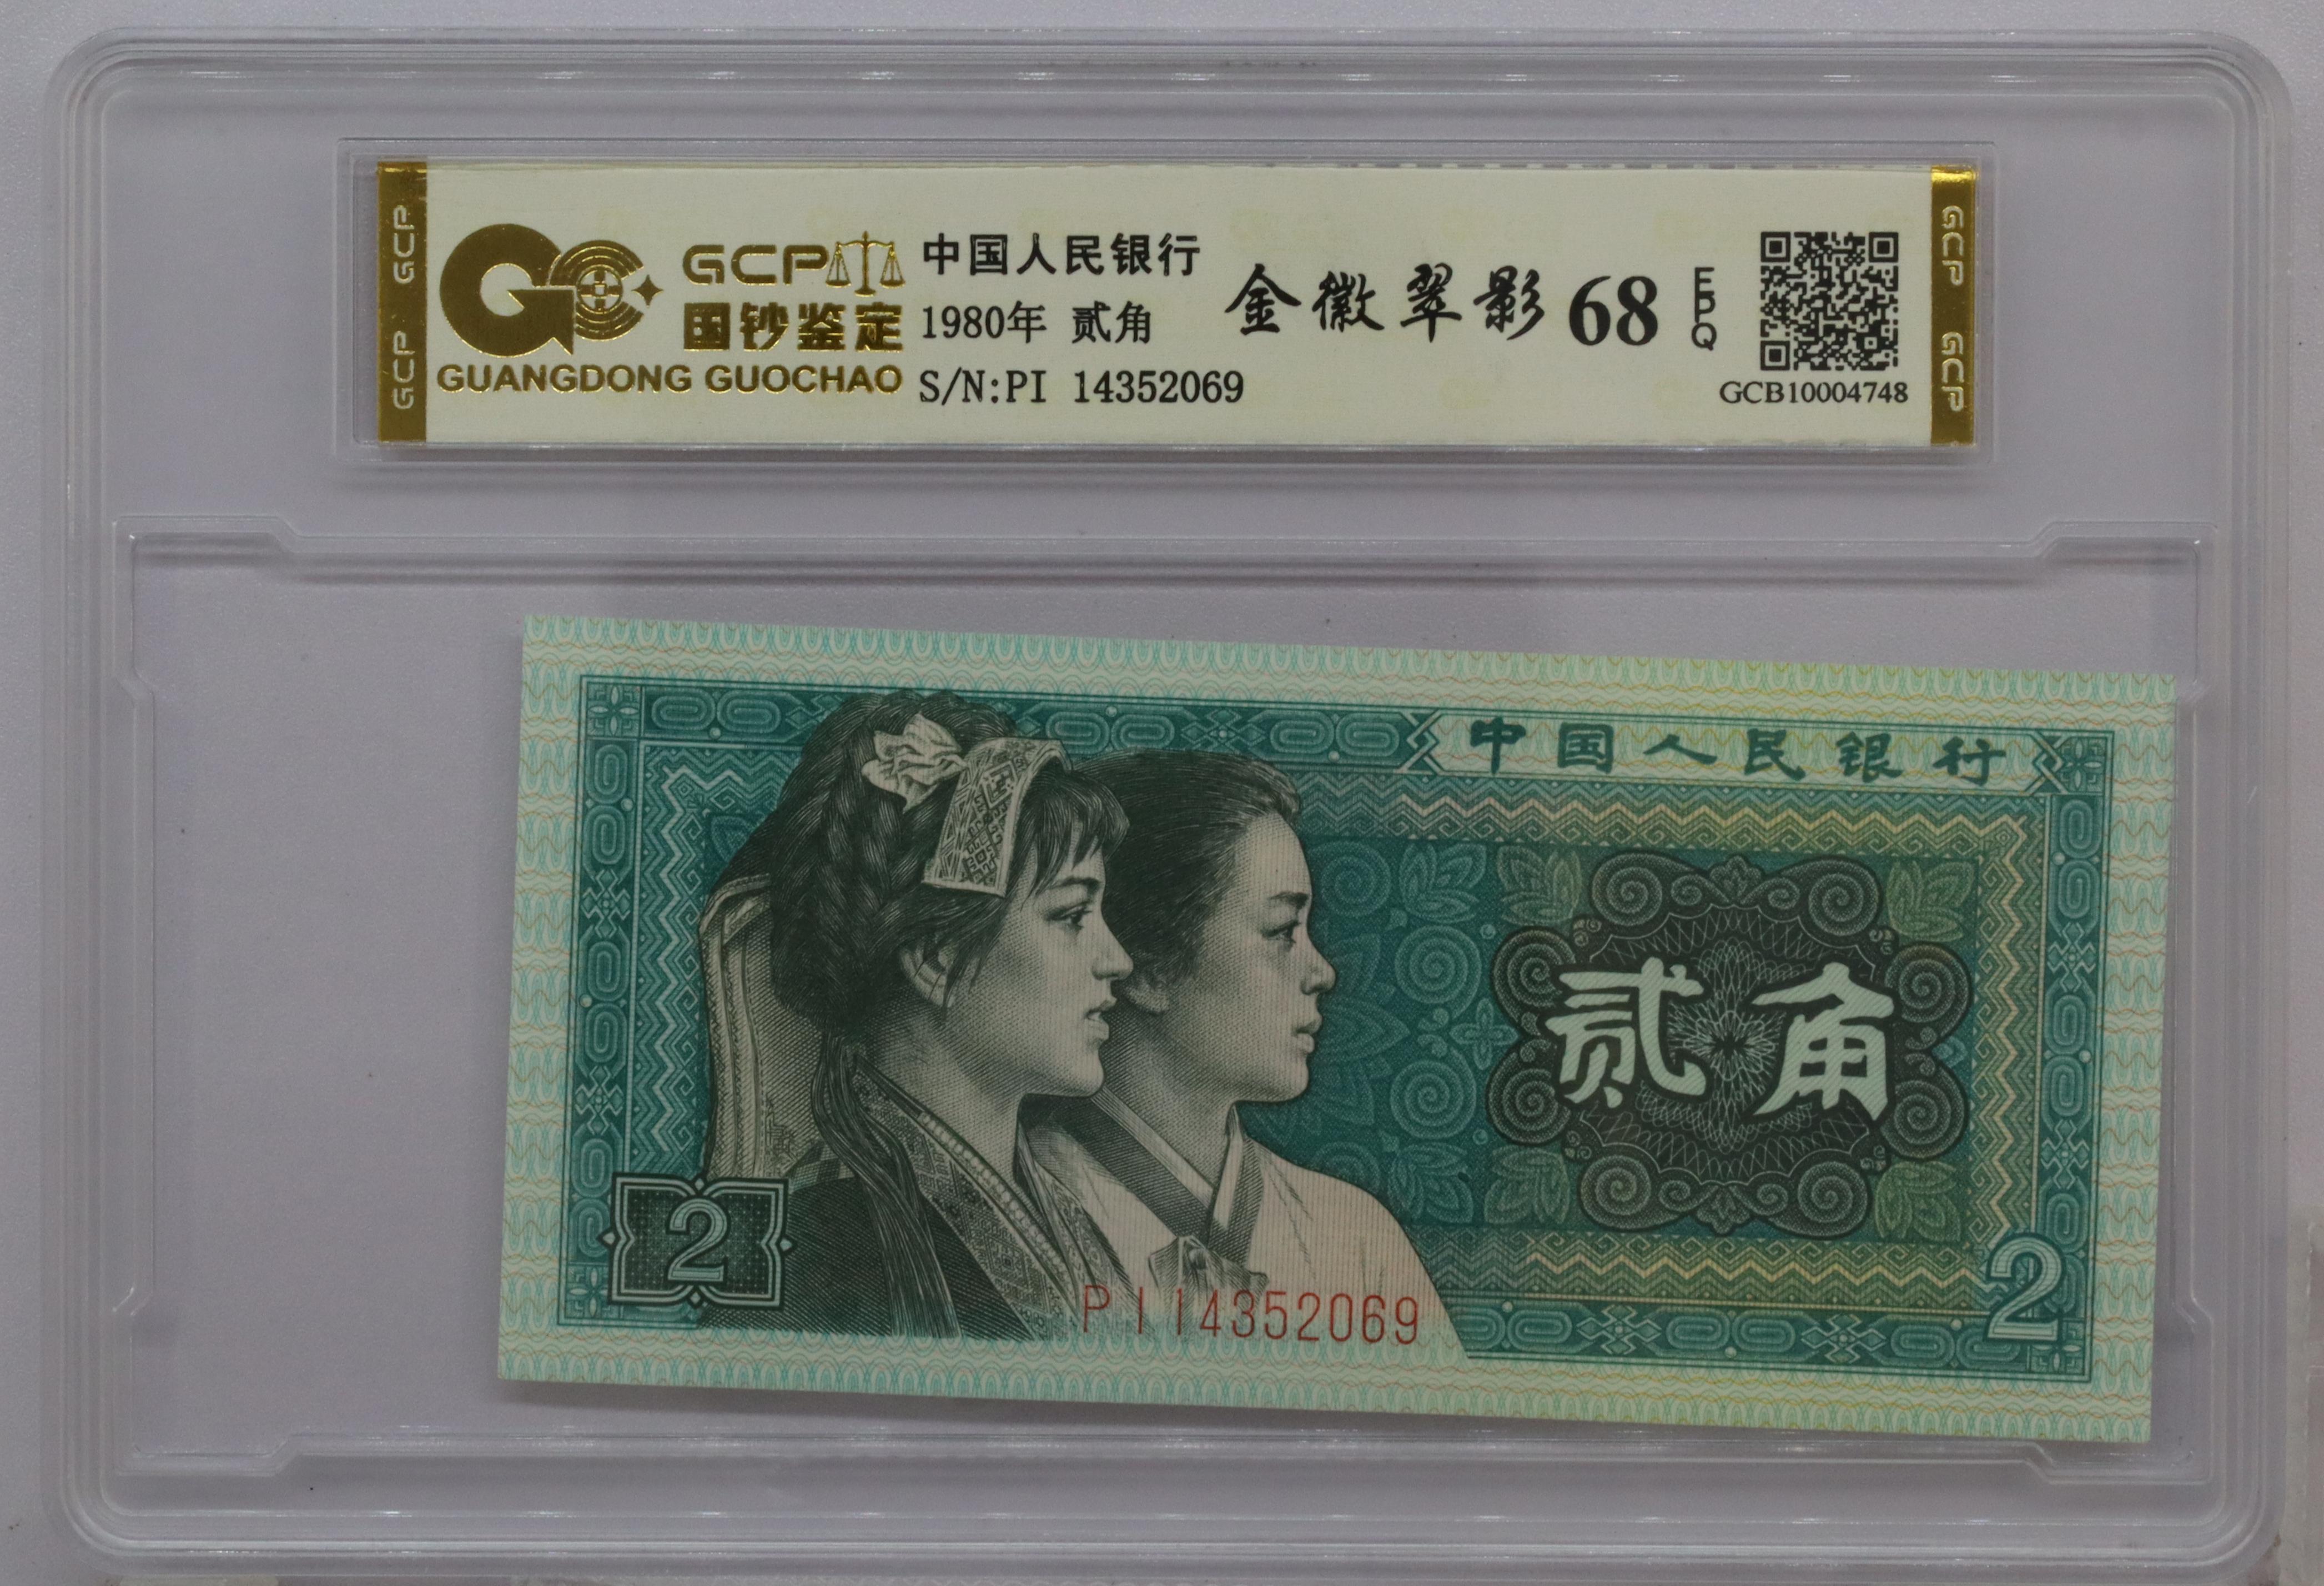 GCP GCP
GCP
国钞鉴定
GUANGDONG GUOCHAO
中国人民银行
1980年 贰角
S/N:PI 14352069
金徽翠影 68 EPQ
GCB10004748
GCP GCP
中国人民银行
贰角
2
PI14352069
2